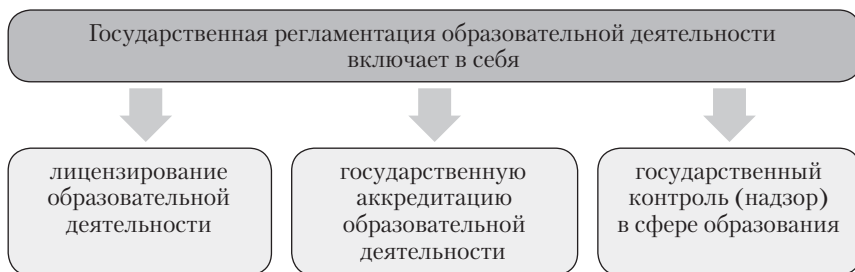 Государственная регламентация образовательной деятельности
включает в себя
лицензирование
образовательной
деятельности
государственную
аккредитацию
образовательной
деятельности
государственный
контроль (надзор)
в сфере образования